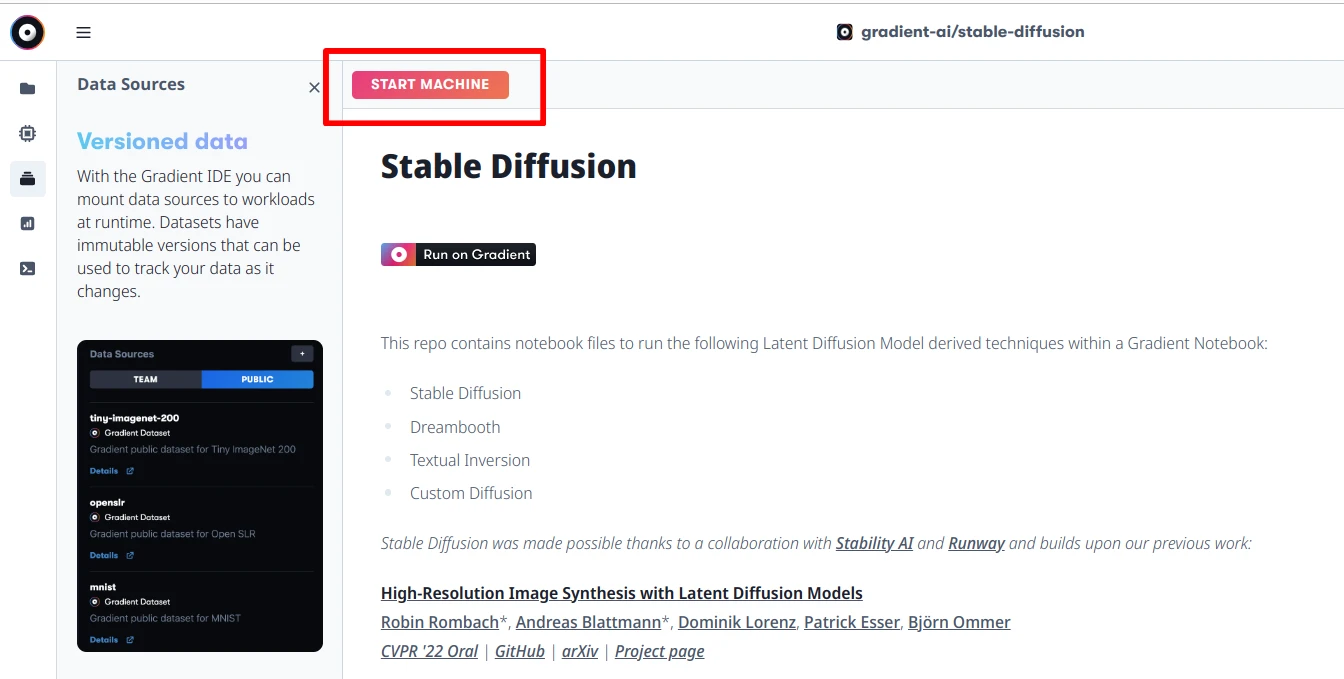 gradient-ai/stable-diffusion
Data Sources
START MACHINE
Versioned data
With the Gradient IDE you can
mount data sources to workloads
at runtime. Datasets have
immutable versions that can be
used to track your data as it
changes.
Data Sources
+
TEAM
PUBLIC
tiny-imagenet-200
Gradient Dataset
Gradient public dataset for Tiny ImageNet 200
Details
openslr
Gradient Dataset
Gradient public dataset for Open SLR
Details
mnist
Gradient Dataset
Gradient public dataset for MNIST
Details
Stable Diffusion
Run on Gradient
This repo contains notebook files to run the following Latent Diffusion Model derived techniques within a Gradient Notebook:
Stable Diffusion
Dreambooth
Textual Inversion
Custom Diffusion
Stable Diffusion was made possible thanks to a collaboration with Stability AI and Runway and builds upon our previous work:
High-Resolution Image Synthesis with Latent Diffusion Models
Robin Rombach*, Andreas Blattmann*, Dominik Lorenz, Patrick Esser, Björn Ommer
CVPR '22 Oral | GitHub | arXiv | Project page